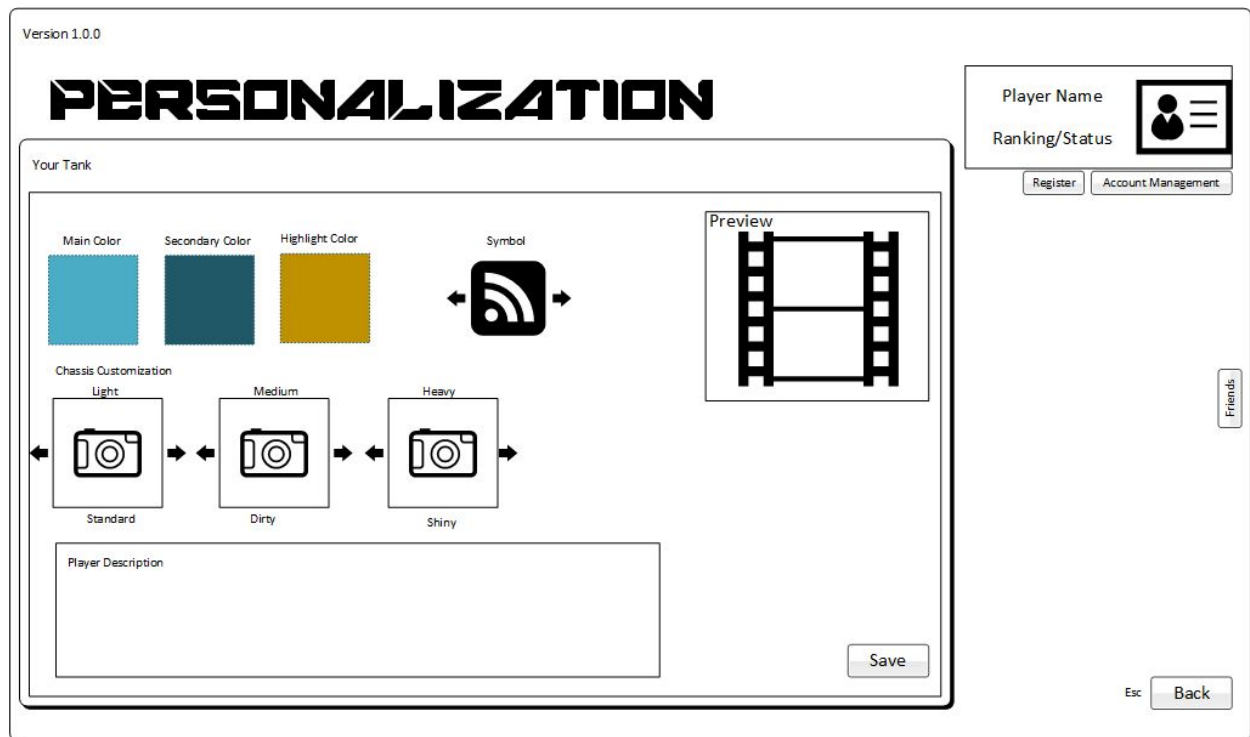 Version 1.0.0
PERSONALIZATION
Player Name
Ranking/Status
Register
Account Management
Your Tank
Main Color
Secondary Color
Highlight Color
Symbol
Preview
Chassis Customization
Light
Medium
Heavy
Standard
Dirty
Shiny
Friends
Player Description
Save
Esc
Back